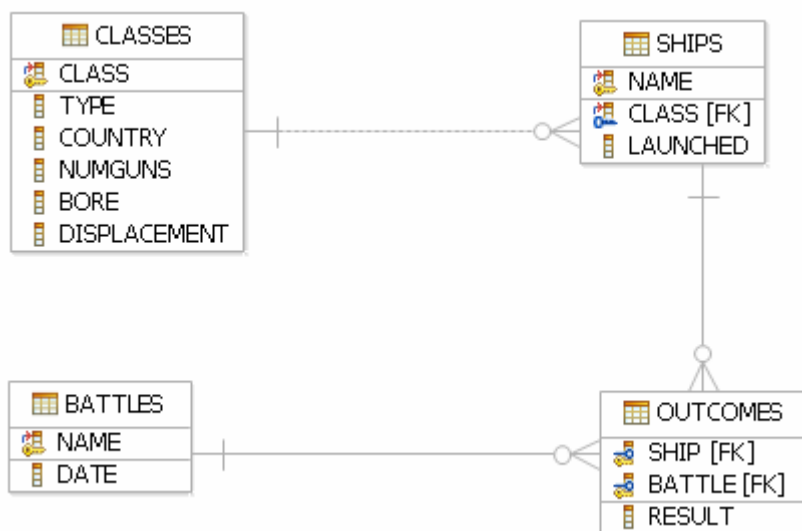 CLASSES
CLASS
TYPE
COUNTRY
NUMGUNS
BORE
DISPLACEMENT
SHIPS
NAME
CLASS [FK]
LAUNCHED
BATTLES
NAME
DATE
OUTCOMES
SHIP [FK]
BATTLE [FK]
RESULT